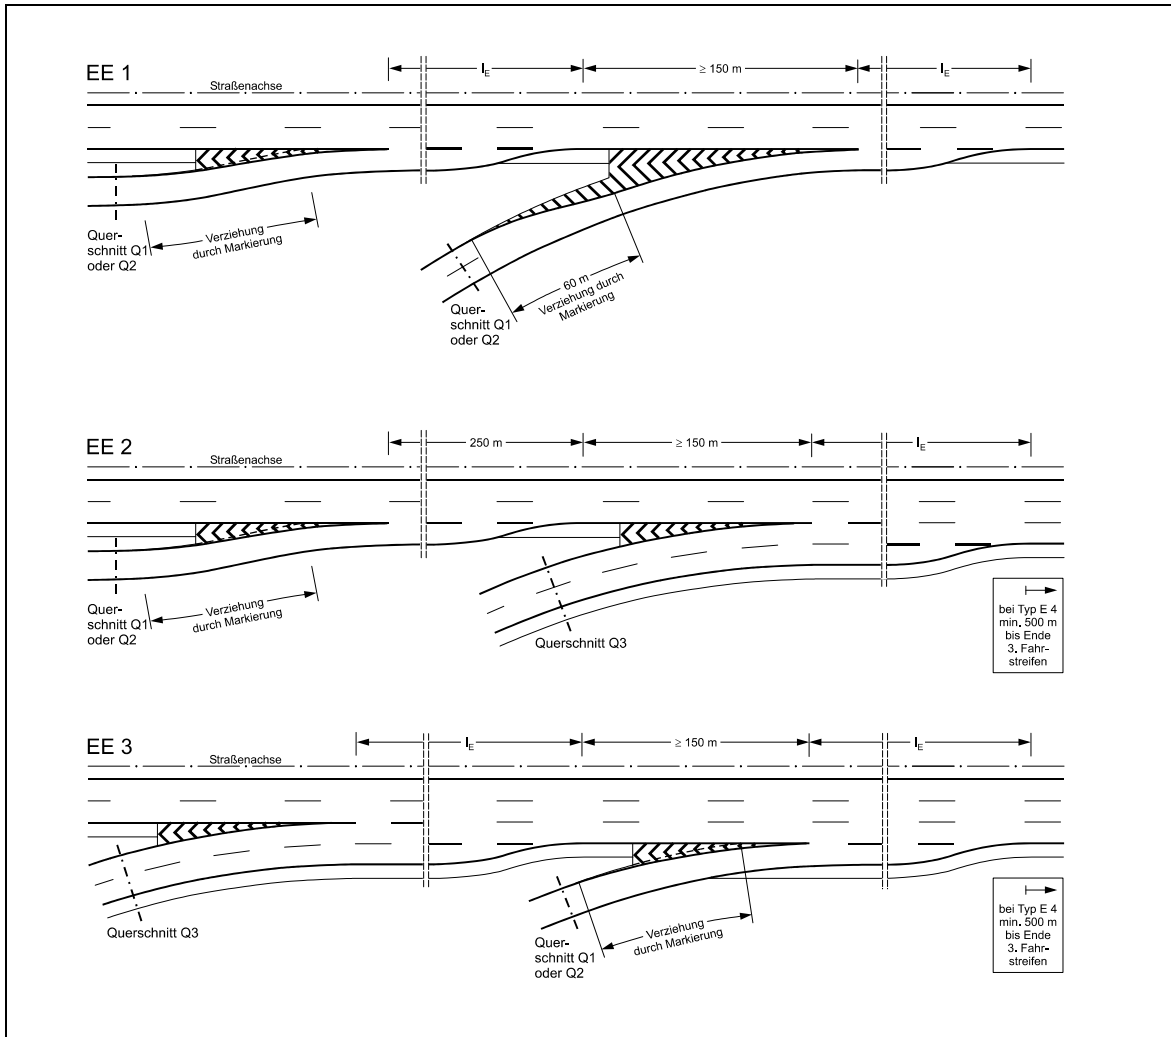 EE 1
l_E
≥ 150 m
l_E
Straßenachse
Quer-
schnitt Q1
oder Q2
Verziehung
durch Markierung
60 m
Verziehung durch
Markierung
Quer-
schnitt Q1
oder Q2
EE 2
250 m
≥ 150 m
l_E
Straßenachse
Quer-
schnitt Q1
oder Q2
Verziehung
durch Markierung
Querschnitt Q3
bei Typ E 4
min. 500 m
bis Ende
3. Fahr-
streifen
EE 3
l_E
≥ 150 m
l_E
Straßenachse
Querschnitt Q3
Quer-
schnitt Q1
oder Q2
Verziehung
durch Markierung
bei Typ E 4
min. 500 m
bis Ende
3. Fahr-
streifen